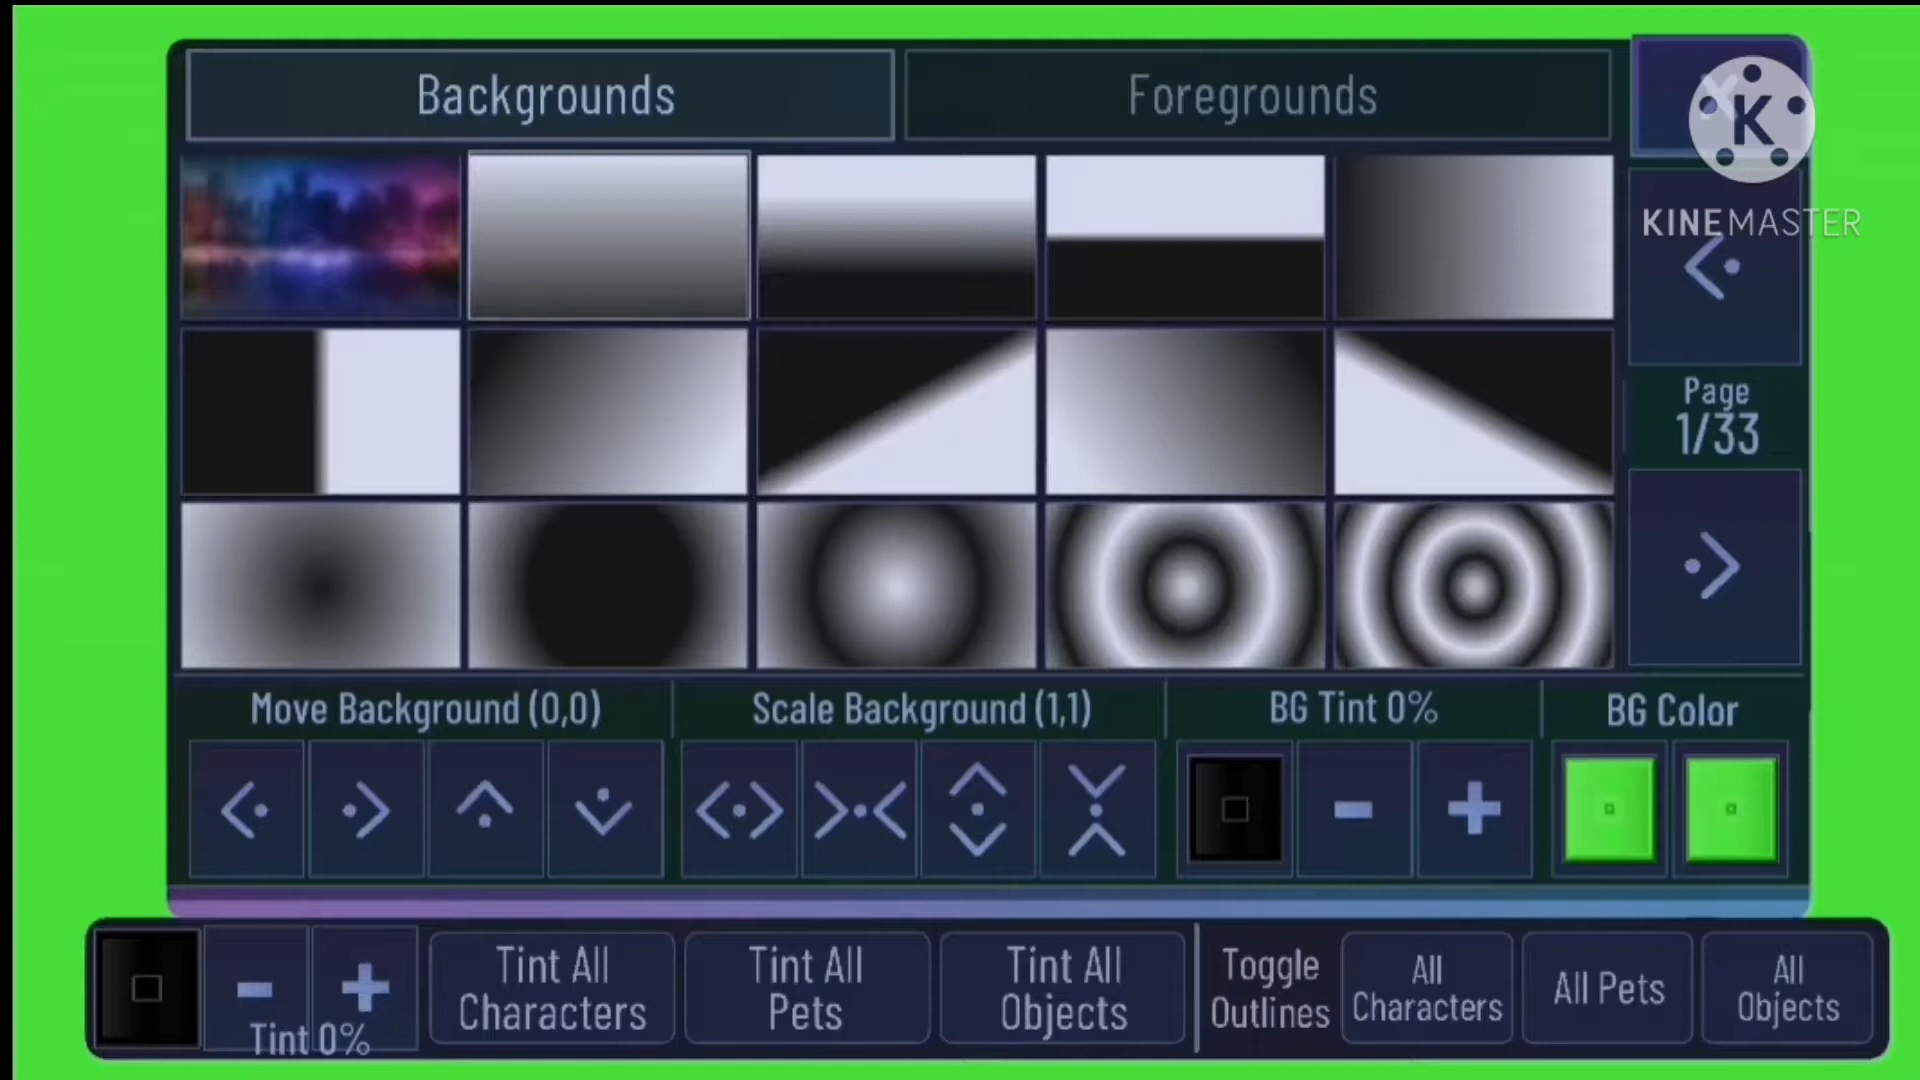 Backgrounds
Foregrounds
K
KINEMASTER
Page
1/33
Move Background (0,0)
Scale Background (1,1)
BG Tint 0%
BG Color
Tint 0%
Tint All
Characters
Tint All
Pets
Tint All
Objects
Toggle
Outlines
All
Characters
All Pets
All
Objects